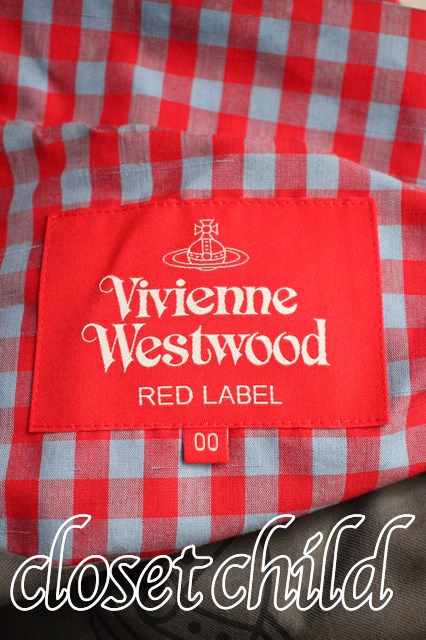 Vivienne
Westwood
RED LABEL
00
closet child